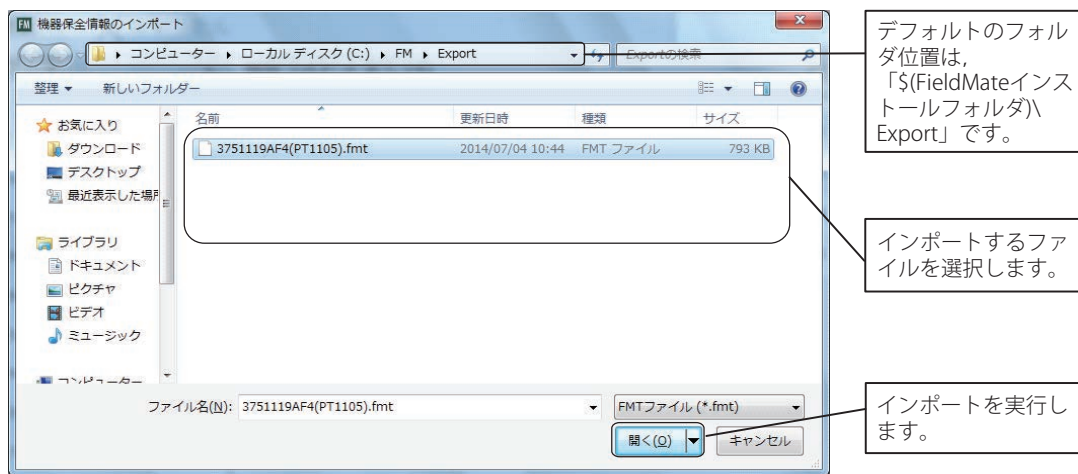 FM 機器保全情報のインポート
コンピューター ▸ ローカル ディスク (C:) ▸ FM ▸ Export
Exportの検索
整理 ▼ 新しいフォルダー
お気に入り
ダウンロード
デスクトップ
最近表示した場所
ライブラリ
ドキュメント
ピクチャ
ビデオ
ミュージック
コンピューター
名前 更新日時 種類 サイズ
3751119AF4(PT1105).fmt 2014/07/04 10:44 FMT ファイル 793 KB
ファイル名(N): 3751119AF4(PT1105).fmt
FMTファイル (*.fmt)
開く(O) キャンセル
デフォルトのフォル
ダ位置は,
「$(FieldMateインス
トールフォルダ)\
Export」です。
インポートするファ
イルを選択します。
インポートを実行し
ます。